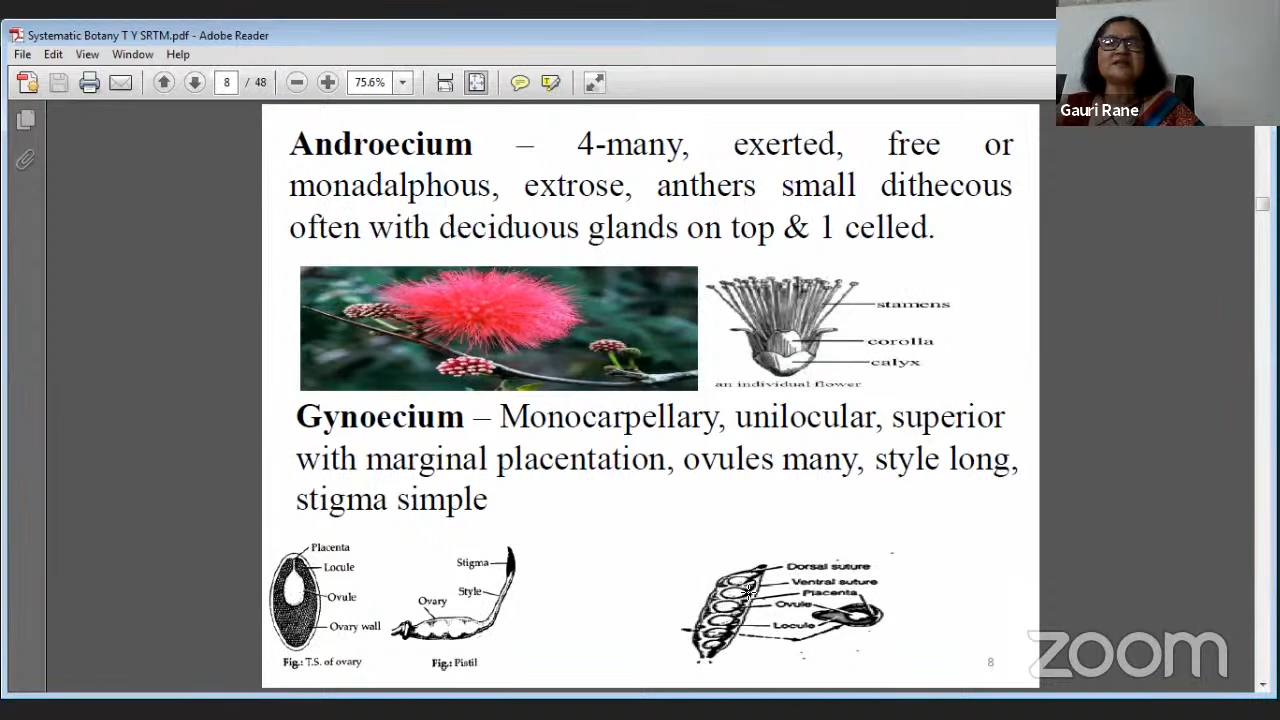 Systematic Botany T Y SRTM.pdf - Adobe Reader
File Edit View Window Help
8 / 48 75.6%
Gauri Rane
Androecium – 4-many, exerted, free or
monadalphous, extrose, anthers small dithecous
often with deciduous glands on top & 1 celled.
stamens
corolla
calyx
an individual flower
Gynoecium – Monocarpellary, unilocular, superior
with marginal placentation, ovules many, style long,
stigma simple
Placenta
Locule
Ovule
Ovary wall
Fig.: T.S. of ovary
Stigma
Style
Ovary
Fig.: Pistil
Dorsal suture
Ventral suture
Placenta
Ovule
Locule
8
zoom